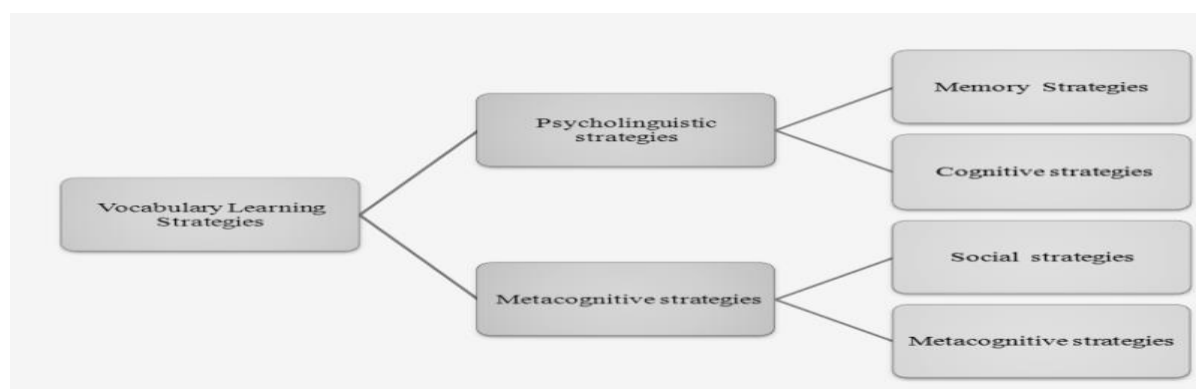 Memory Strategies
Psycholinguistic
strategies
Cognitive strategies
Vocabulary Learning
Strategies
Social strategies
Metacognitive strategies
Metacognitive strategies